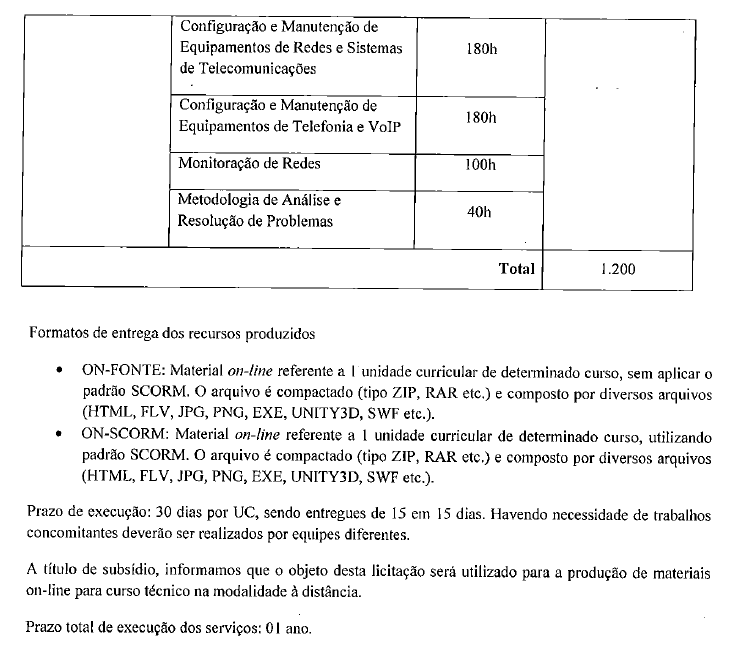 Configuração e Manutenção de
Equipamentos de Redes e Sistemas
de Telecomunicações
180h
Configuração e Manutenção de
Equipamentos de Telefonia e VoIP
180h
Monitoração de Redes
100h
Metodologia de Análise e
Resolução de Problemas
40h
Total
1.200
Formatos de entrega dos recursos produzidos
• ON-FONTE: Material on-line referente a 1 unidade curricular de determinado curso, sem aplicar o
padrão SCORM. O arquivo é compactado (tipo ZIP, RAR etc.) e composto por diversos arquivos
(HTML, FLV, JPG, PNG, EXE, UNITY3D, SWF etc.).
• ON-SCORM: Material on-line referente a 1 unidade curricular de determinado curso, utilizando
padrão SCORM. O arquivo é compactado (tipo ZIP, RAR etc.) e composto por diversos arquivos
(HTML, FLV, JPG, PNG, EXE, UNITY3D, SWF etc.).
Prazo de execução: 30 dias por UC, sendo entregues de 15 em 15 dias. Havendo necessidade de trabalhos
concomitantes deverão ser realizados por equipes diferentes.
A título de subsídio, informamos que o objeto desta licitação será utilizado para a produção de materiais
on-line para curso técnico na modalidade à distância.
Prazo total de execução dos serviços: 01 ano.